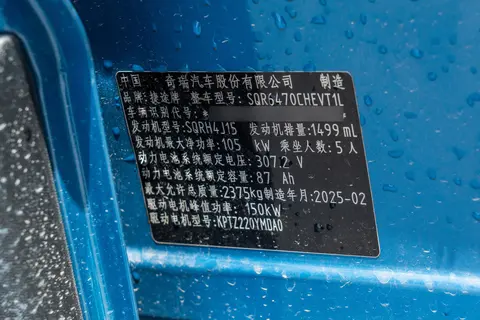 中国 奇瑞汽车股份有限公司 制造
品牌:捷途牌 整车型号:SQR6470CHEVT1L
车辆识别代号:* *
发动机型号:SQRH4J15 发动机排量:1499 mL
发动机最大净功率:105 kW 乘坐人数:5 人
动力电池系统额定电压:307.2 V
动力电池系统额定容量:87 Ah
最大允许总质量:2375kg 制造年月:2025-02
驱动电机峰值功率:150kW
驱动电机型号:KPTZ220YMDA0